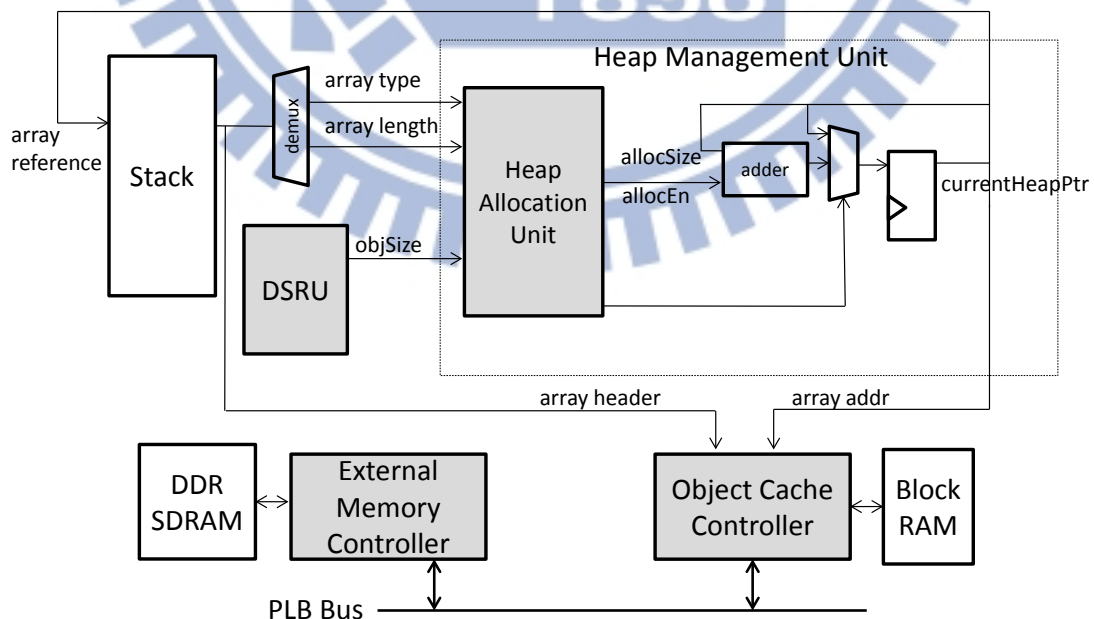 1896
Heap Management Unit
array type
demux
array length
array
reference
Stack
Heap
Allocation
Unit
allocSize
allocEn
adder
currentHeapPtr
objSize
DSRU
array header
array addr
DDR
SDRAM
External
Memory
Controller
Object Cache
Controller
Block
RAM
PLB Bus